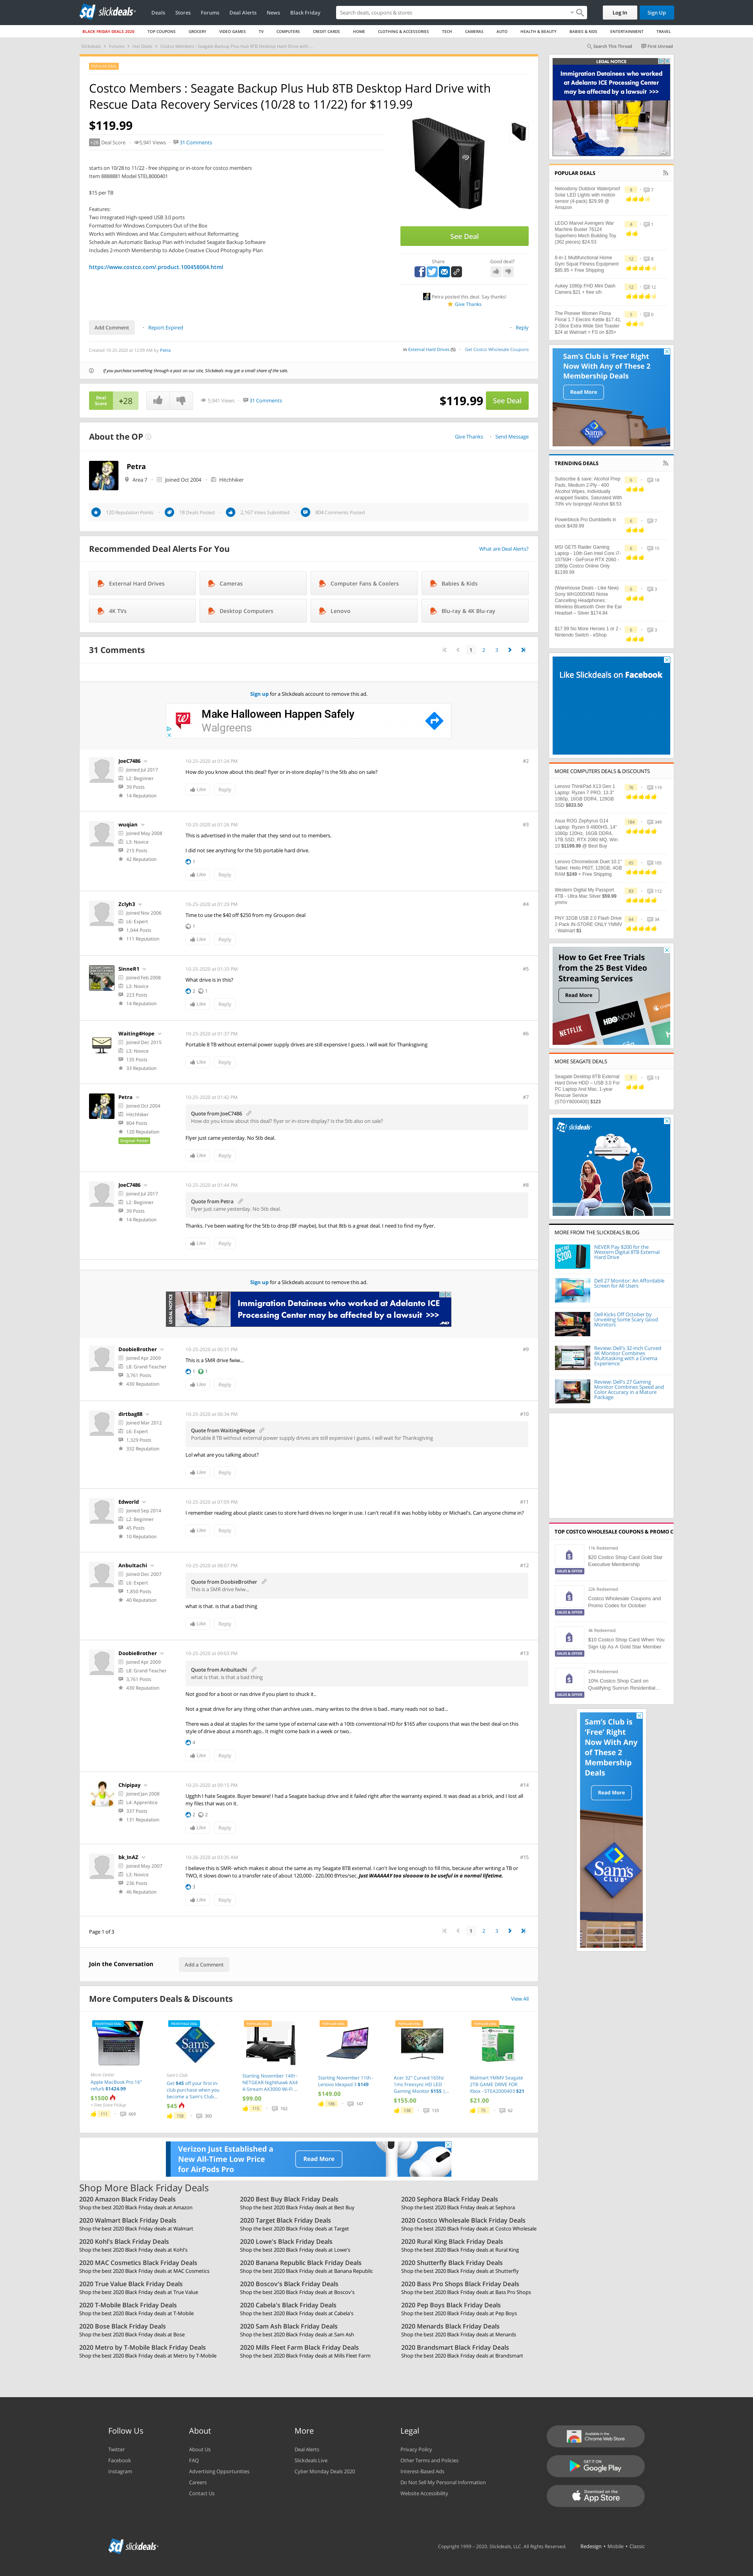 slickdeals
Deals Stores Forums Deal Alerts News Black Friday
Search deals, coupons & stores
Log In
Sign Up
BLACK FRIDAY DEALS 2020 TOP COUPONS GROCERY VIDEO GAMES TV COMPUTERS CREDIT CARDS HOME CLOTHING & ACCESSORIES TECH CAMERAS AUTO HEALTH & BEAUTY BABIES & KIDS ENTERTAINMENT TRAVEL
Slickdeals > Forums > Hot Deals > Costco Members : Seagate Backup Plus Hub 8TB Desktop Hard Drive with ...
Search This Thread First Unread
Costco Members : Seagate Backup Plus Hub 8TB Desktop Hard Drive with
Rescue Data Recovery Services (10/28 to 11/22) for $119.99
$119.99
+28 Deal Score 5,941 Views 31 Comments
starts on 10/28 to 11/22 - free shipping or in-store for costco members
Item 8888881 Model STEL8000401
$15 per TB
Features:
Two Integrated High-speed USB 3.0 ports
Formatted for Windows Computers Out of the Box
Works with Windows and Mac Computers without Reformatting
Schedule an Automatic Backup Plan with Included Seagate Backup Software
Includes 2-month Membership to Adobe Creative Cloud Photography Plan
https://www.costco.com/.product.100458004.html
See Deal
Share
Good deal?
Petra posted this deal. Say thanks!
Give Thanks
Add Comment
Report Expired
Reply
Created 10-25-2020 at 12:09 AM by Petra
in External Hard Drives (5) Get Costco Wholesale Coupons
If you purchase something through a post on our site, Slickdeals may get a small share of the sale.
Deal
Score
+28
5,941 Views 31 Comments
$119.99
See Deal
About the OP
Give Thanks Send Message
Petra
Area 7 Joined Oct 2004 Hitchhiker
120 Reputation Points 18 Deals Posted 2,167 Votes Submitted 804 Comments Posted
Recommended Deal Alerts For You
What are Deal Alerts?
External Hard Drives
Cameras
Computer Fans & Coolers
Babies & Kids
4K TVs
Desktop Computers
Lenovo
Blu-ray & 4K Blu-ray
31 Comments
1 2 3
Sign up for a Slickdeals account to remove this ad.
Make Halloween Happen Safely
Walgreens
JoeC7486
Joined Jul 2017
L2: Beginner
39 Posts
14 Reputation
10-25-2020 at 01:24 PM
#2
How do you know about this deal? flyer or in-store display? Is the 5tb also on sale?
Like Reply
wuqian
Joined May 2008
L3: Novice
215 Posts
42 Reputation
10-25-2020 at 01:26 PM
#3
This is advertised in the mailer that they send out to members.
I did not see anything for the 5tb portable hard drive.
1
Like Reply
Zclyh3
Joined Nov 2006
L6: Expert
1,044 Posts
111 Reputation
10-25-2020 at 01:29 PM
#4
Time to use the $40 off $250 from my Groupon deal
1
Like Reply
SinneR1
Joined Feb 2008
L3: Novice
223 Posts
14 Reputation
10-25-2020 at 01:33 PM
#5
What drive is in this?
2 1
Like Reply
Waiting4Hope
Joined Dec 2015
L3: Novice
135 Posts
33 Reputation
10-25-2020 at 01:37 PM
#6
Portable 8 TB without external power supply drives are still expensive I guess. I will wait for Thanksgiving
Like Reply
Petra
Joined Oct 2004
Hitchhiker
804 Posts
120 Reputation
Original Poster
10-25-2020 at 01:42 PM
#7
Quote from JoeC7486
How do you know about this deal? flyer or in-store display? Is the 5tb also on sale?
Flyer just came yesterday. No 5tb deal.
Like Reply
JoeC7486
Joined Jul 2017
L2: Beginner
39 Posts
14 Reputation
10-25-2020 at 01:44 PM
#8
Quote from Petra
Flyer just came yesterday. No 5tb deal.
Thanks. I've been waiting for the 5tb to drop (BF maybe), but that 8tb is a great deal. I need to find my flyer.
Like Reply
Sign up for a Slickdeals account to remove this ad.
LEGAL NOTICE
Immigration Detainees who worked at Adelanto ICE
Processing Center may be affected by a lawsuit >>>
DoobieBrother
Joined Apr 2009
L8: Grand Teacher
3,761 Posts
430 Reputation
10-25-2020 at 06:31 PM
#9
This is a SMR drive fwiw...
1 1
Like Reply
dirtbag88
Joined Mar 2012
L6: Expert
1,329 Posts
332 Reputation
10-25-2020 at 06:34 PM
#10
Quote from Waiting4Hope
Portable 8 TB without external power supply drives are still expensive I guess. I will wait for Thanksgiving
Lol what are you talking about?
Like Reply
Edworld
Joined Sep 2014
L2: Beginner
45 Posts
10 Reputation
10-25-2020 at 07:09 PM
#11
I remember reading about plastic cases to store hard drives no longer in use. I can't recall if it was hobby lobby or Michael's. Can anyone chime in?
Like Reply
Anbultachi
Joined Dec 2007
L6: Expert
1,850 Posts
40 Reputation
10-25-2020 at 08:07 PM
#12
Quote from DoobieBrother
This is a SMR drive fwiw...
what is that. is that a bad thing
Like Reply
DoobieBrother
Joined Apr 2009
L8: Grand Teacher
3,761 Posts
430 Reputation
10-25-2020 at 09:03 PM
#13
Quote from Anbultachi
what is that. is that a bad thing
Not good for a boot or nas drive if you plan to shuck it..
Not a great drive for any thing other than archive uses.. many writes to the drive is bad.. many reads not so bad...
There was a deal at staples for the same type of external case with a 10tb conventional HD for $165 after coupons that was the best deal on this
style of drive about a month ago.. It might come back in a week or two..
4
Like Reply
Chipipay
Joined Jan 2008
L4: Apprentice
337 Posts
131 Reputation
10-25-2020 at 09:15 PM
#14
Ugghh I hate Seagate. Buyer beware! I had a Seagate backup drive and it failed right after the warranty expired. It was dead as a brick, and I lost all
my files that was on it.
2 2
Like Reply
bk_InAZ
Joined May 2007
L3: Novice
236 Posts
46 Reputation
10-26-2020 at 03:35 AM
#15
I believe this is SMR- which makes it about the same as my Seagate 8TB external. I can't live long enough to fill this, because after writing a TB or
TWO, it slows down to a transfer rate of about 120,000 - 220,000 BYtes/sec. Just WAAAAAY too slooooow to be useful in a normal lifetime.
3
Like Reply
Page 1 of 3
1 2 3
Join the Conversation
Add a Comment
More Computers Deals & Discounts
View All
Micro Center
Apple MacBook Pro 16"
refurb $1424.99
$1500
+ Free Store Pickup
111 669
Sam's Club
Get $45 off your first in-
club purchase when you
become a Sam's Club...
$45
158 300
Starting November 14th -
NETGEAR Nighthawk AX4
4-Stream AX3000 Wi-Fi ...
$99.00
115 162
Starting November 11th -
Lenovo Ideapad 3 $149
$149.00
186 147
Acer 32" Curved 165hz
1ms Freesync HD LED
Gaming Monitor $155 |...
$155.00
138 133
Walmart YMMV Seagate
2TB GAME DRIVE FOR
Xbox - STEA2000403 $21
$21.00
75 62
Verizon Just Established a
New All-Time Low Price
for AirPods Pro
Read More
Shop More Black Friday Deals
2020 Amazon Black Friday Deals
Shop the best 2020 Black Friday deals at Amazon
2020 Best Buy Black Friday Deals
Shop the best 2020 Black Friday deals at Best Buy
2020 Sephora Black Friday Deals
Shop the best 2020 Black Friday deals at Sephora
2020 Walmart Black Friday Deals
Shop the best 2020 Black Friday deals at Walmart
2020 Target Black Friday Deals
Shop the best 2020 Black Friday deals at Target
2020 Costco Wholesale Black Friday Deals
Shop the best 2020 Black Friday deals at Costco Wholesale
2020 Kohl's Black Friday Deals
Shop the best 2020 Black Friday deals at Kohl's
2020 Lowe's Black Friday Deals
Shop the best 2020 Black Friday deals at Lowe's
2020 Rural King Black Friday Deals
Shop the best 2020 Black Friday deals at Rural King
2020 MAC Cosmetics Black Friday Deals
Shop the best 2020 Black Friday deals at MAC Cosmetics
2020 Banana Republic Black Friday Deals
Shop the best 2020 Black Friday deals at Banana Republic
2020 Shutterfly Black Friday Deals
Shop the best 2020 Black Friday deals at Shutterfly
2020 True Value Black Friday Deals
Shop the best 2020 Black Friday deals at True Value
2020 Boscov's Black Friday Deals
Shop the best 2020 Black Friday deals at Boscov's
2020 Bass Pro Shops Black Friday Deals
Shop the best 2020 Black Friday deals at Bass Pro Shops
2020 T-Mobile Black Friday Deals
Shop the best 2020 Black Friday deals at T-Mobile
2020 Cabela's Black Friday Deals
Shop the best 2020 Black Friday deals at Cabela's
2020 Pep Boys Black Friday Deals
Shop the best 2020 Black Friday deals at Pep Boys
2020 Bose Black Friday Deals
Shop the best 2020 Black Friday deals at Bose
2020 Sam Ash Black Friday Deals
Shop the best 2020 Black Friday deals at Sam Ash
2020 Menards Black Friday Deals
Shop the best 2020 Black Friday deals at Menards
2020 Metro by T-Mobile Black Friday Deals
Shop the best 2020 Black Friday deals at Metro by T-Mobile
2020 Mills Fleet Farm Black Friday Deals
Shop the best 2020 Black Friday deals at Mills Fleet Farm
2020 Brandsmart Black Friday Deals
Shop the best 2020 Black Friday deals at Brandsmart
LEGAL NOTICE
Immigration Detainees who worked
at Adelanto ICE Processing Center
may be affected by a lawsuit >>>
POPULAR DEALS
Neloodony Outdoor Waterproof
Solar LED Lights with motion
sensor (4-pack) $29.99 @
Amazon
LEGO Marvel Avengers War
Machine Buster 76124
Superhero Mech Building Toy
(362 pieces) $24.53
6-in-1 Multifunctional Home
Gym Squat Fitness Equipment
$85.95 + Free Shipping
Aukey 1080p FHD Mini Dash
Camera $21 + free s/h
The Pioneer Women Fiona
Floral 1.7 Electric Kettle $17.41,
2-Slice Extra Wide Slot Toaster
$24 at Walmart + FS on $35+
Sam's Club is 'Free' Right
Now With Any of These 2
Membership Deals
Read More
TRENDING DEALS
Subscribe & save: Alcohol Prep
Pads, Medium 2-Ply - 400
Alcohol Wipes, Individually
wrapped Swabs, Saturated With
70% v/v Isopropyl Alcohol $8.53
Powerblock Pro Dumbbells in
stock $439.99
MSI GE75 Raider Gaming
Laptop - 10th Gen Intel Core i7-
10750H - GeForce RTX 2060 -
1080p Costco Online Only
$1199.99
(Warehouse Deals - Like New)
Sony WH1000XM3 Noise
Cancelling Headphones:
Wireless Bluetooth Over the Ear
Headset – Silver $174.84
$17.99 No More Heroes 1 or 2 -
Nintendo Switch - eShop
Like Slickdeals on Facebook
MORE COMPUTERS DEALS & DISCOUNTS
Lenovo ThinkPad X13 Gen 1
Laptop: Ryzen 7 PRO, 13.3"
1080p, 16GB DDR4, 128GB
SSD $833.50
Asus ROG Zephyrus G14
Laptop: Ryzen 9 4900HS, 14"
1080p 120Hz, 16GB DDR4,
1TB SSD, RTX 2060 MQ, Win
10 $1199.99 @ Best Buy
Lenovo Chromebook Duet 10.1"
Tablet: Helio P60T, 128GB, 4GB
RAM $249 + Free Shipping
Western Digital My Passport
4TB - Ultra Mac Silver $59.99
ymmv
PNY 32GB USB 2.0 Flash Drive
2 Pack IN-STORE ONLY YMMV
- Walmart $1
How to Get Free Trials
from the 25 Best Video
Streaming Services
Read More
NETFLIX
HBO NOW
MORE SEAGATE DEALS
Seagate Desktop 8TB External
Hard Drive HDD – USB 3.0 For
PC Laptop And Mac, 1-year
Rescue Service
(STGY8000400) $123
slickdeals
MORE FROM THE SLICKDEALS BLOG
NEVER Pay $200 for the
Western Digital 8TB External
Hard Drive
Dell 27 Monitor: An Affordable
Screen for All Users
Dell Kicks Off October by
Unveiling Some Scary Good
Monitors
Review: Dell's 32-inch Curved
4K Monitor Combines
Multitasking with a Cinema
Experience
Review: Dell's 27 Gaming
Monitor Combines Speed and
Color Accuracy in a Mature
Package
TOP COSTCO WHOLESALE COUPONS & PROMO C
11k Redeemed
$20 Costco Shop Card Gold Star
Executive Membership
SALES & OFFER
22k Redeemed
Costco Wholesale Coupons and
Promo Codes for October
SALES & OFFER
4k Redeemed
$10 Costco Shop Card When You
Sign Up As A Gold Star Member
SALES & OFFER
294 Redeemed
10% Costco Shop Card on
Qualifying Sunrun Residential...
SALES & OFFER
Sam's Club is
'Free' Right
Now With Any
of These 2
Membership
Deals
Read More
Sam's
CLUB
Follow Us
Twitter
Facebook
Instagram
About
About Us
FAQ
Advertising Opportunities
Careers
Contact Us
More
Deal Alerts
Slickdeals Live
Cyber Monday Deals 2020
Legal
Privacy Policy
Other Terms and Policies
Interest-Based Ads
Do Not Sell My Personal Information
Website Accessibility
Available in the
Chrome Web Store
GET IT ON
Google Play
Download on the
App Store
slickdeals
Copyright 1999 – 2020. Slickdeals, LLC. All Rights Reserved. Redesign • Mobile • Classic